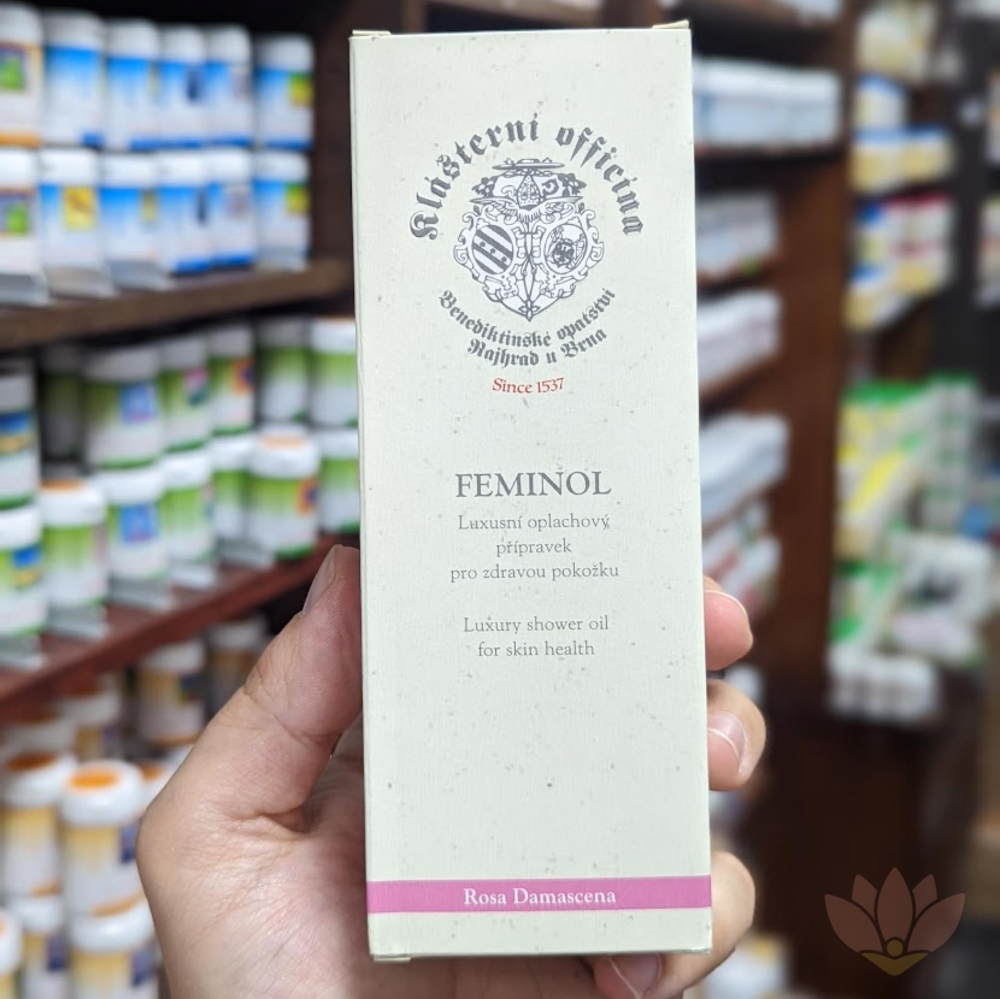 Klášterní officina
Benediktinské opatství
Rajhrad u Brna
Since 1537
FEMINOL
Luxusní oplachový
přípravek
pro zdravou pokožku
Luxury shower oil
for skin health
Rosa Damascena